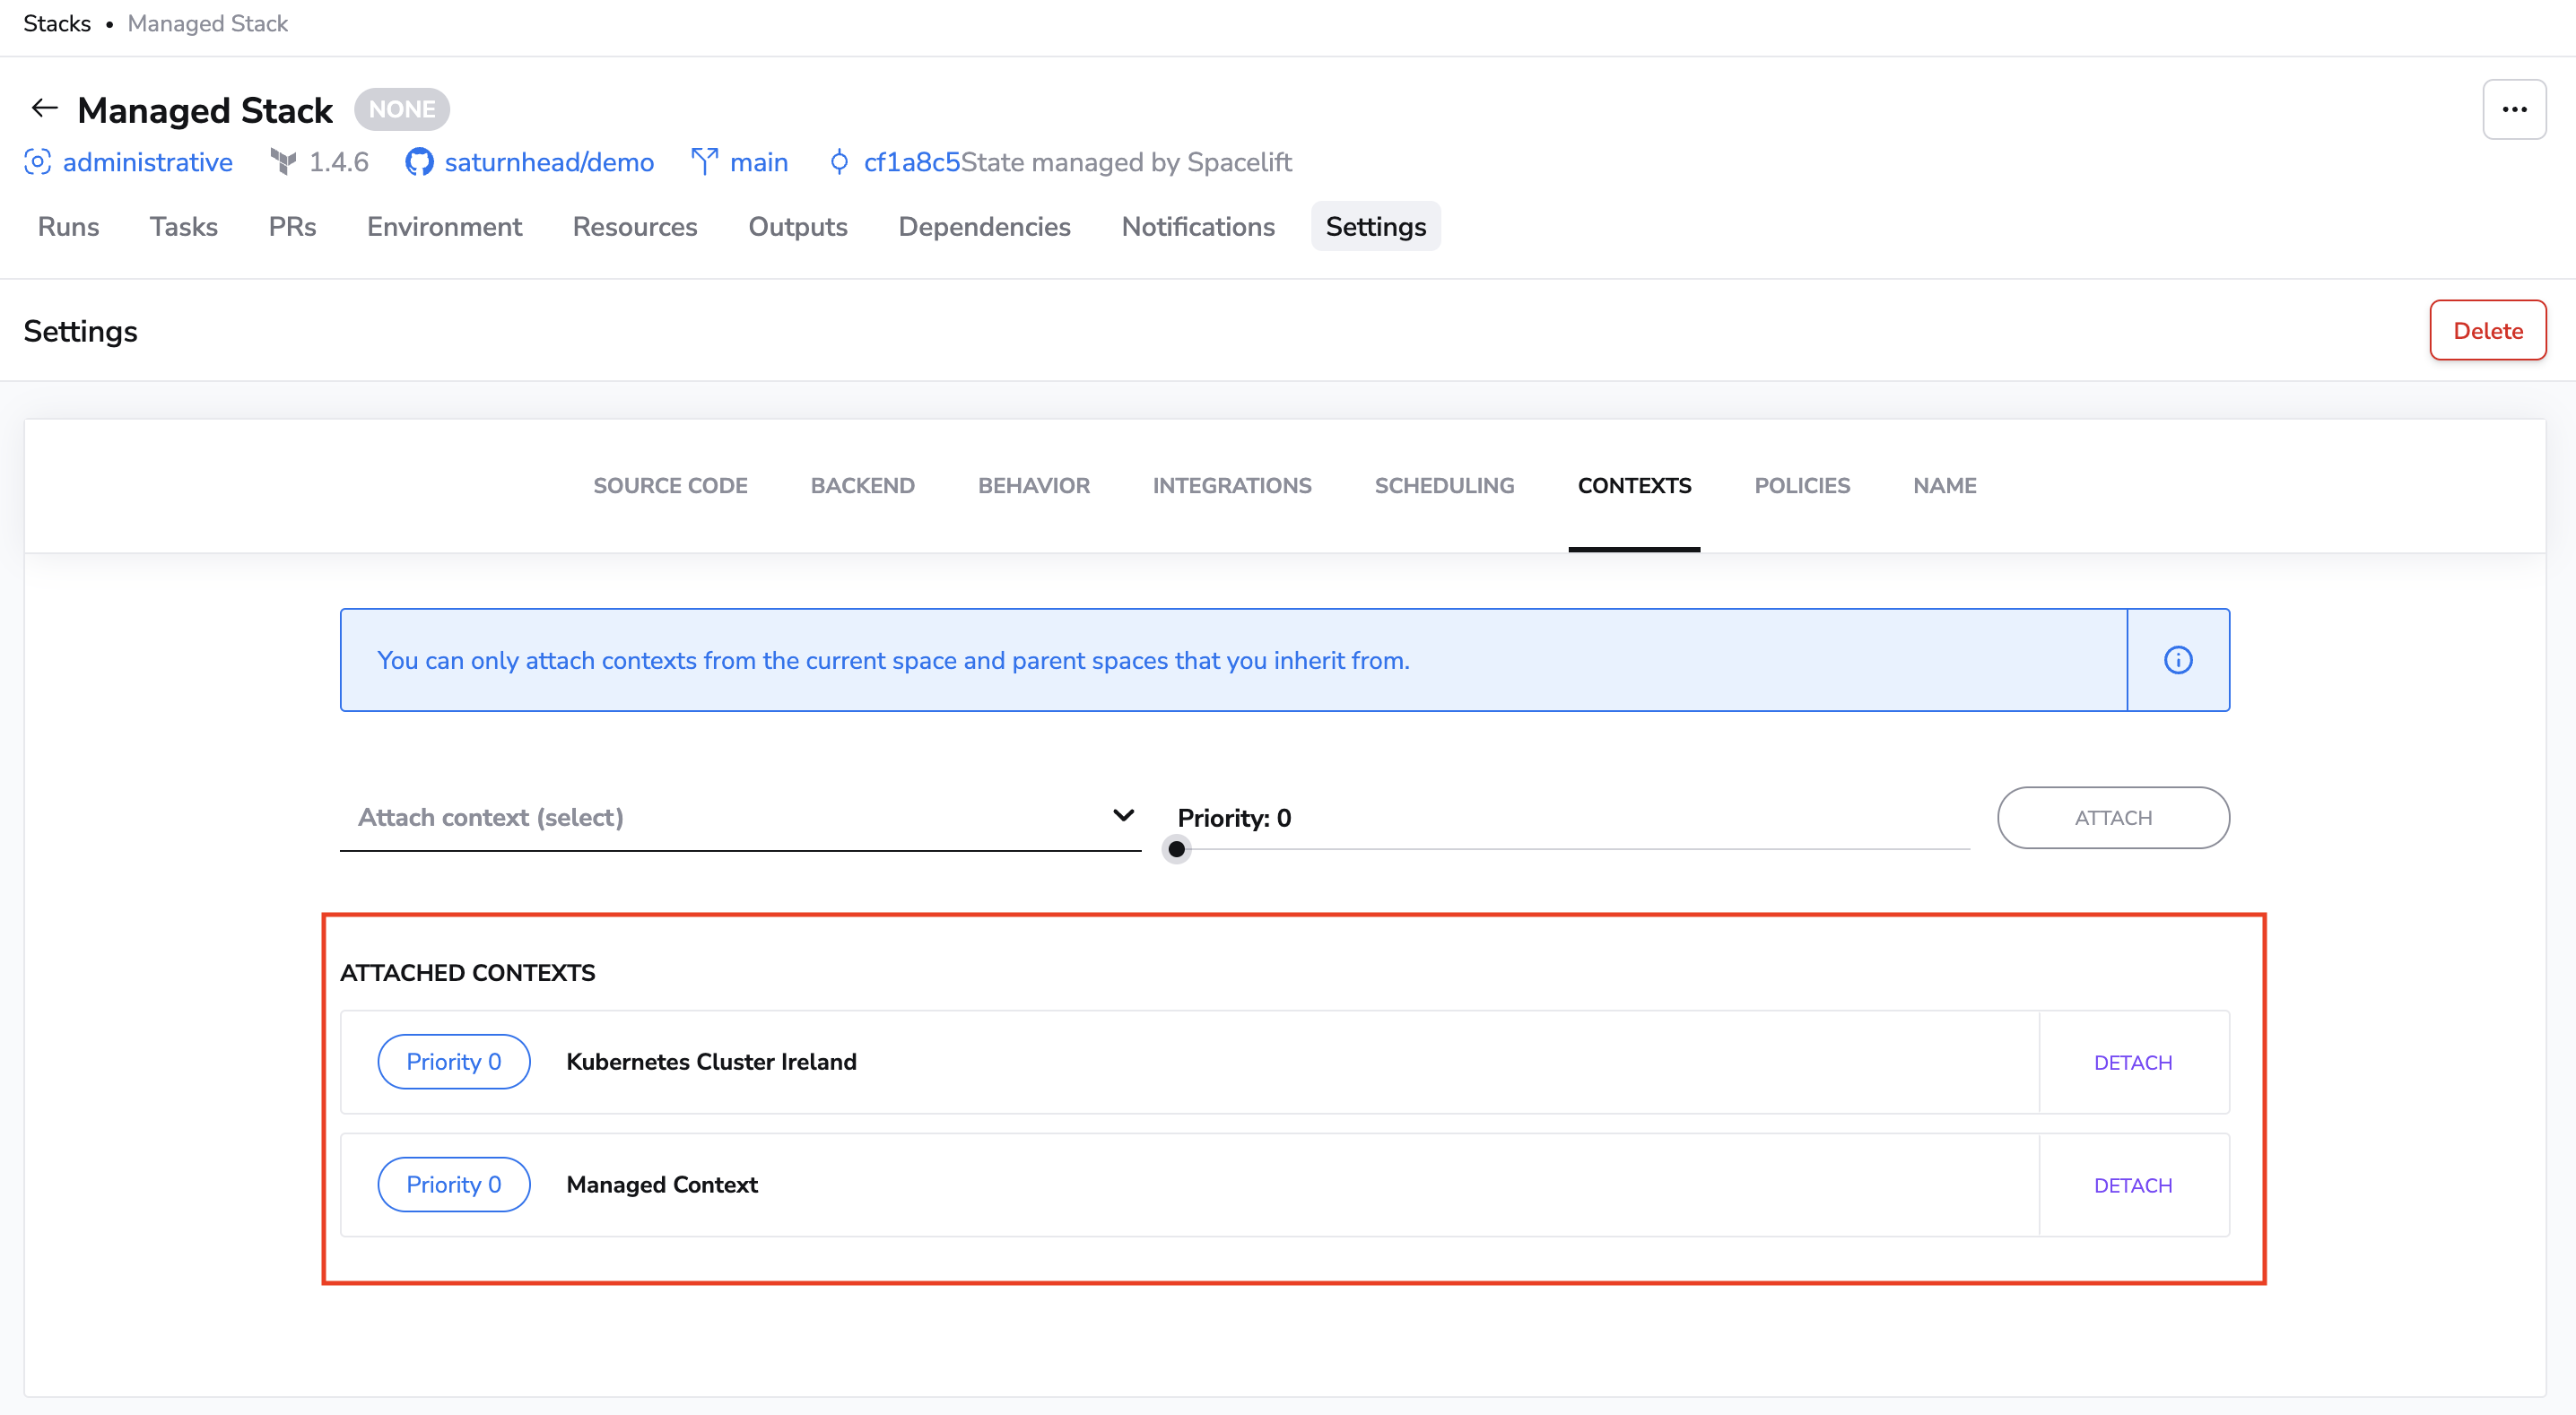 Stacks • Managed Stack
Managed Stack NONE
administrative 1.4.6 saturnhead/demo main cf1a8c5State managed by Spacelift
Runs Tasks PRs Environment Resources Outputs Dependencies Notifications Settings
Settings Delete
SOURCE CODE BACKEND BEHAVIOR INTEGRATIONS SCHEDULING CONTEXTS POLICIES NAME
You can only attach contexts from the current space and parent spaces that you inherit from.
Attach context (select) Priority: 0 ATTACH
ATTACHED CONTEXTS
Priority 0 Kubernetes Cluster Ireland DETACH
Priority 0 Managed Context DETACH